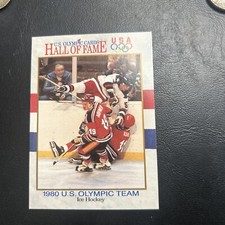 U.S. OLYMPIC CARDS
HALL OF FAME
USA
1980 U.S. OLYMPIC TEAM
Ice Hockey